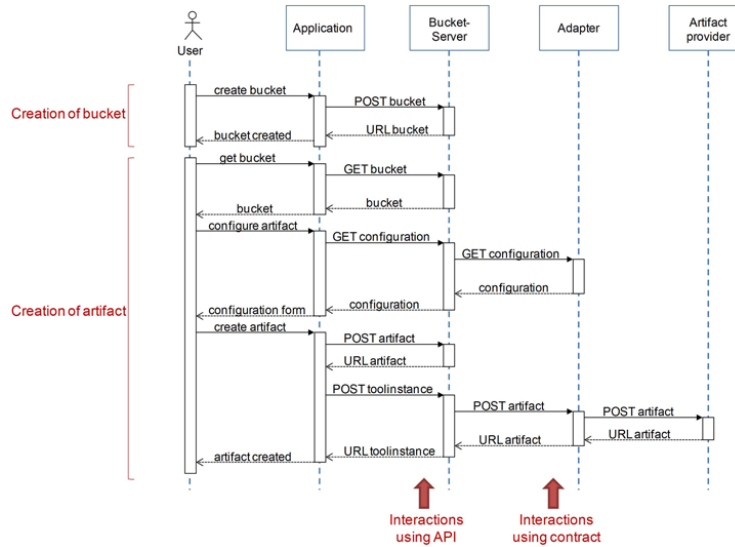 User
Application
Bucket-
Server
Adapter
Artifact
provider
Creation of bucket
create bucket
POST bucket
URL bucket
bucket created
Creation of artifact
get bucket
GET bucket
bucket
bucket
configure artifact
GET configuration
GET configuration
configuration
configuration
configuration form
create artifact
POST artifact
URL artifact
POST toolinstance
POST artifact
POST artifact
URL artifact
URL artifact
URL toolinstance
artifact created
Interactions
using API
Interactions
using contract